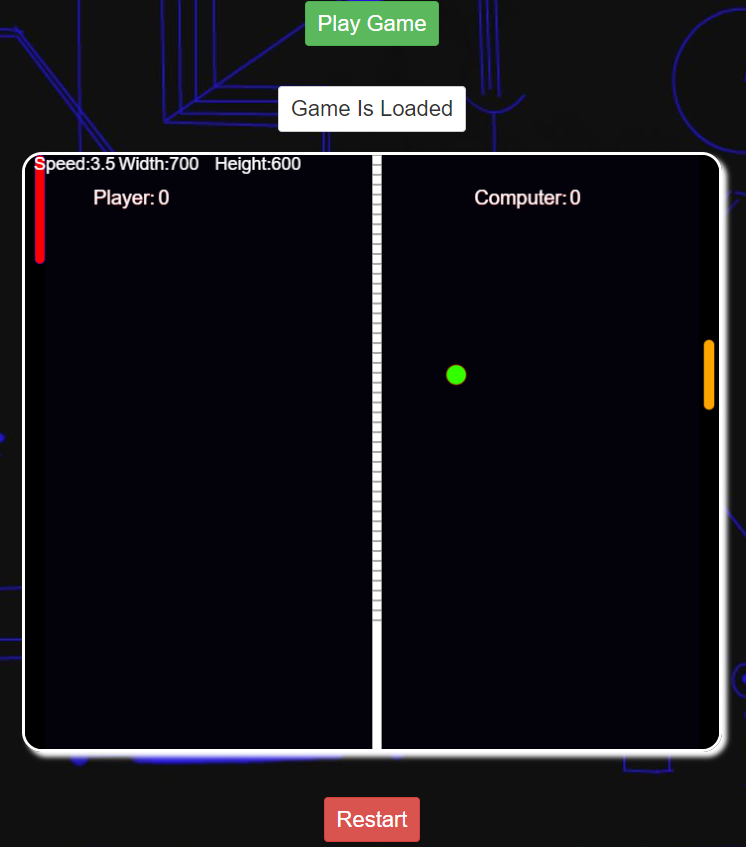 Play Game
Game Is Loaded
Speed:3.5 Width:700 Height:600
Player: 0 Computer: 0
Restart